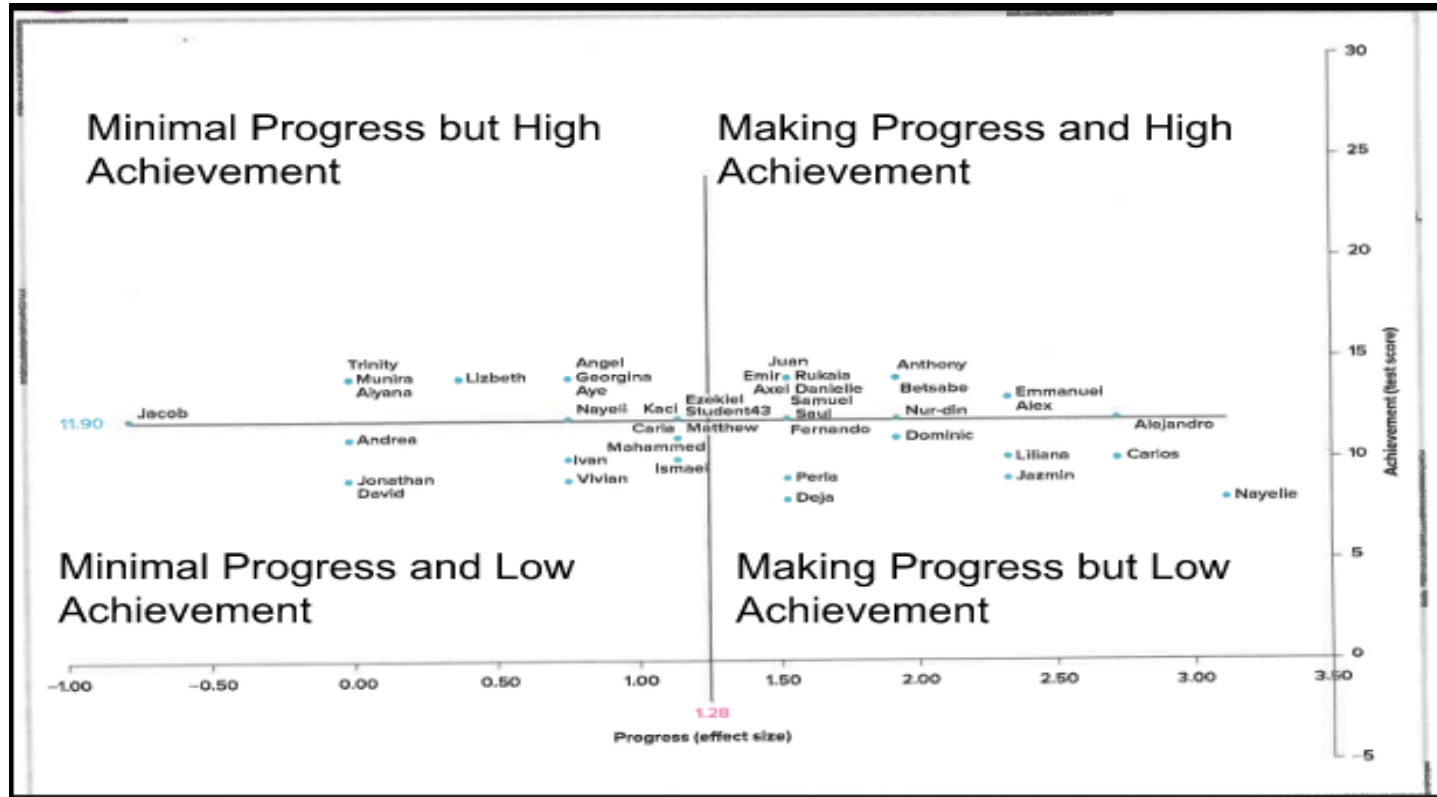 Minimal Progress but High
Achievement
Making Progress and High
Achievement
30
25
20
15
10
5
0
-5
Achievement (test score)
Trinity
Munira
Aiyana
Lizbeth
Angel
Georgina
Aye
Nayeli
Kaci
Ezekiel
Student43
Juan
Emir
Rukaia
Axel
Danielle
Samuel
Saul
Anthony
Betsabe
Nur-din
Emmanuel
Alex
11.90
Jacob
Andrea
Jonathan
David
Carla
Matthew
Mahammed
Ismael
Ivan
Vivian
Fernando
Dominic
Alejandro
Liliana
Carlos
Jazmin
Perla
Deja
Nayelie
Minimal Progress and Low
Achievement
Making Progress but Low
Achievement
-1.00
-0.50
0.00
0.50
1.00
1.50
2.00
2.50
3.00
3.50
1.28
Progress (effect size)